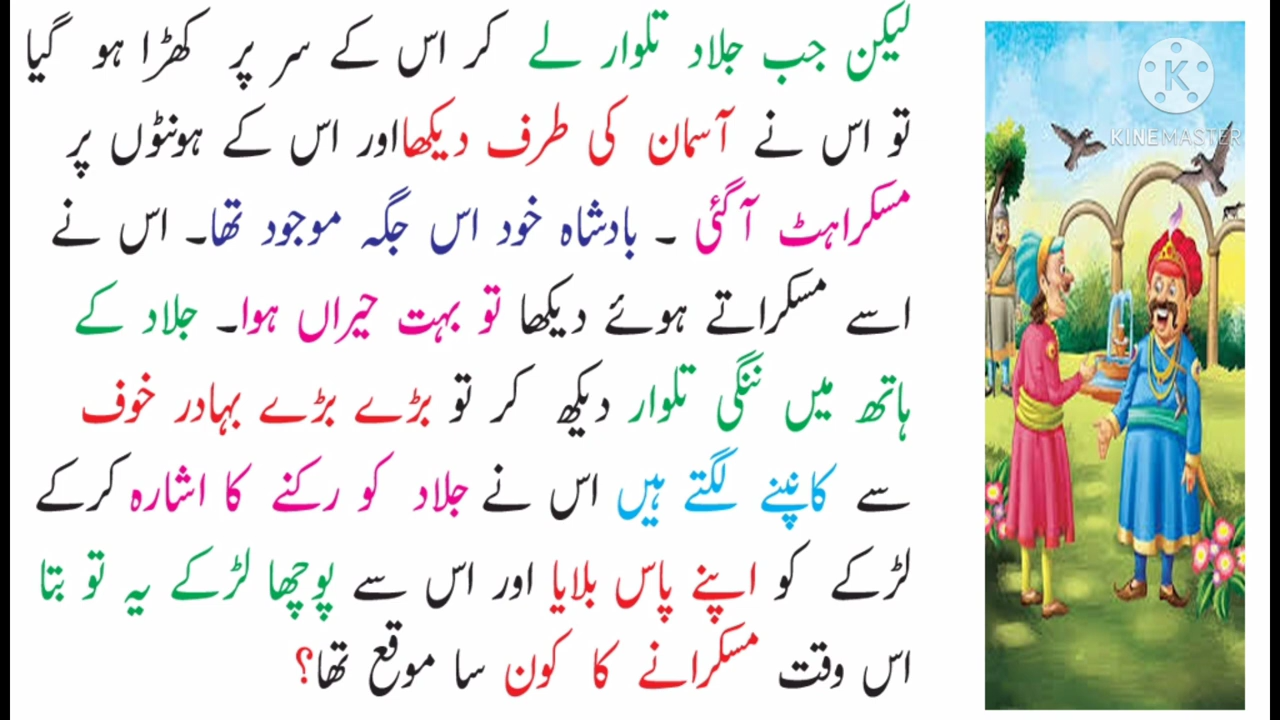 لیکن جب جلاد تلوار لے کر اس کے سر پر کھڑا ہو گیا
تو اس نے آسمان کی طرف دیکھا اور اس کے ہونٹوں پر
مسکراہٹ آگئی ۔ بادشاہ خود اس جگہ موجود تھا۔ اس نے
اسے مسکراتے ہوئے دیکھا تو بہت حیراں ہوا۔ جلاد کے
ہاتھ میں ننگی تلوار دیکھ کر تو بڑے بڑے بہادر خوف
سے کانپنے لگتے ہیں اس نے جلاد کو رکنے کا اشارہ کرکے
لڑکے کو اپنے پاس بلایا اور اس سے پوچھا لڑکے یہ تو بتا
اس وقت مسکرانے کا کون سا موقع تھا؟
K
KINEMASTER